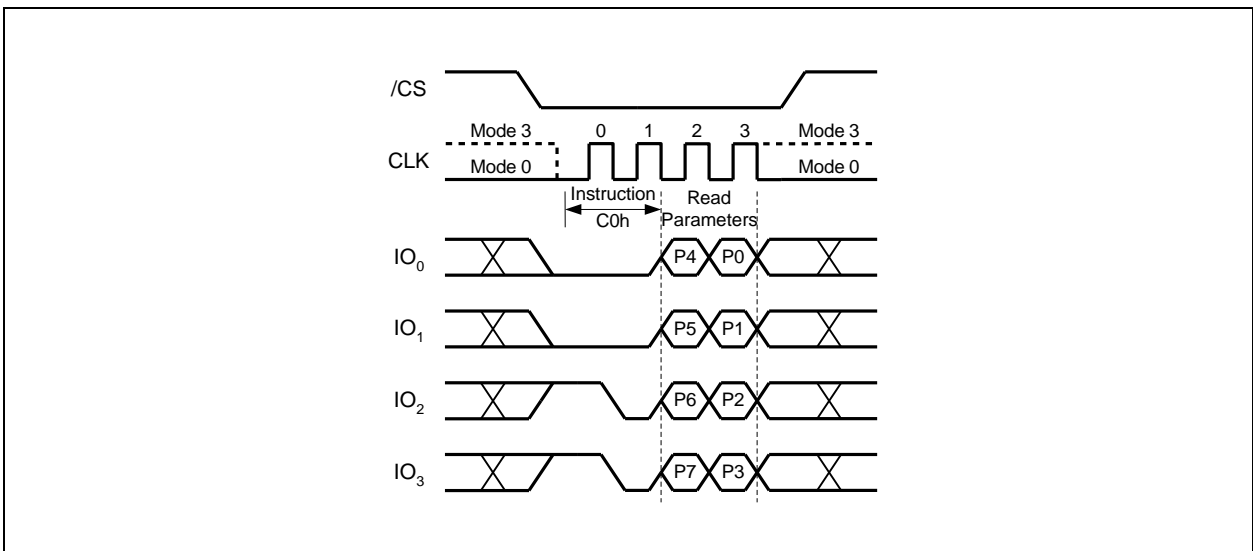 /CS
Mode 3 0 1 2 3 Mode 3
CLK
Mode 0 Mode 0
Instruction Read
C0h Parameters
IO0 P4 P0
IO1 P5 P1
IO2 P6 P2
IO3 P7 P3